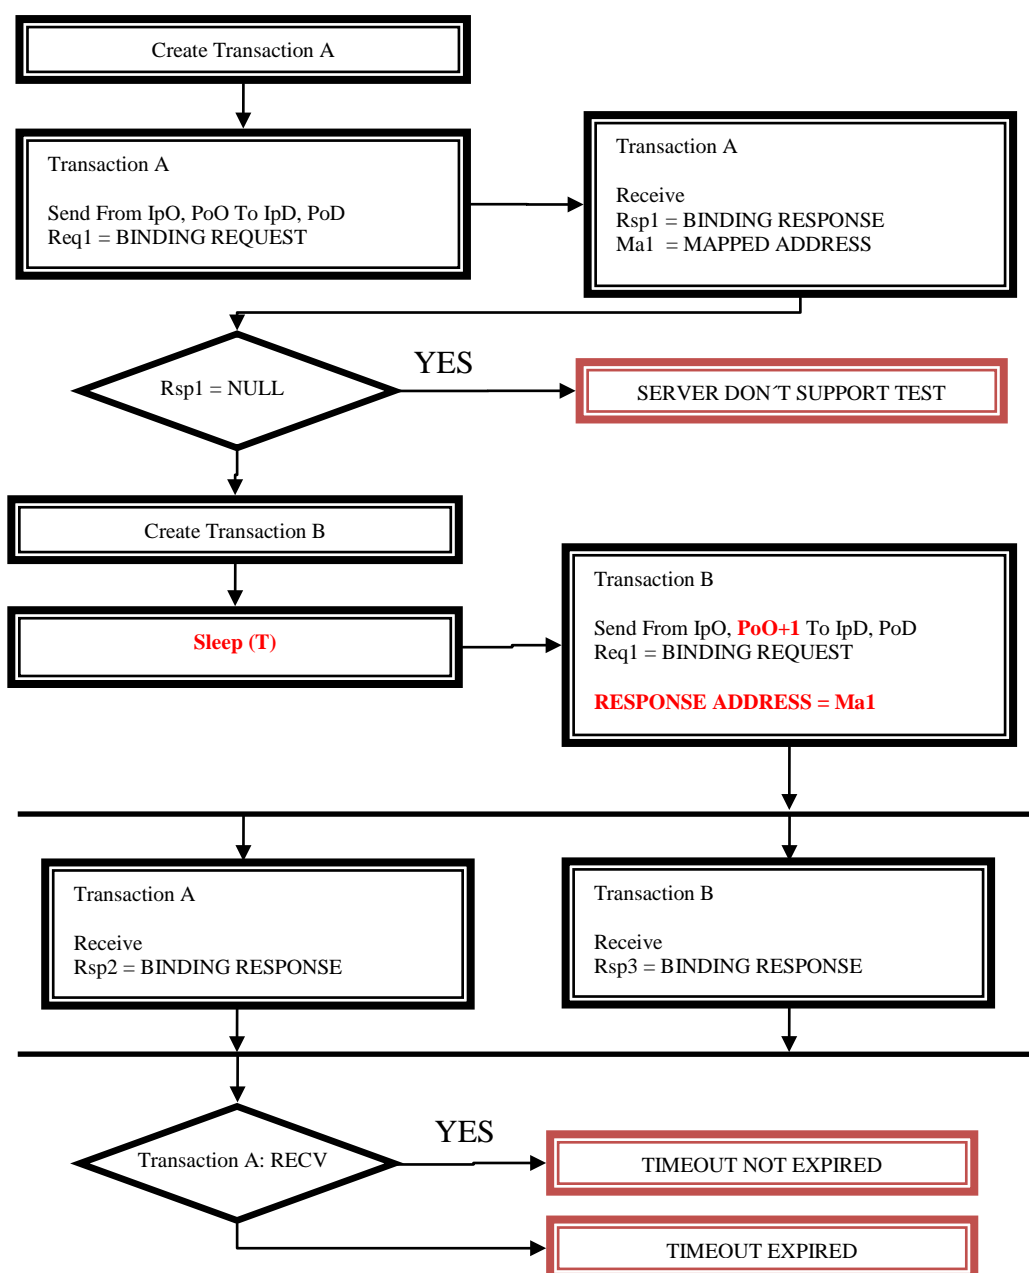 Create Transaction A
Transaction A
Send From IpO, PoO To IpD, PoD
Req1 = BINDING REQUEST
Transaction A
Receive
Rsp1 = BINDING RESPONSE
Ma1 = MAPPED ADDRESS
Rsp1 = NULL
YES
SERVER DON´T SUPPORT TEST
Create Transaction B
Sleep (T)
Transaction B
Send From IpO, PoO+1 To IpD, PoD
Req1 = BINDING REQUEST
RESPONSE ADDRESS = Ma1
Transaction A
Receive
Rsp2 = BINDING RESPONSE
Transaction B
Receive
Rsp3 = BINDING RESPONSE
Transaction A: RECV
YES
TIMEOUT NOT EXPIRED
TIMEOUT EXPIRED